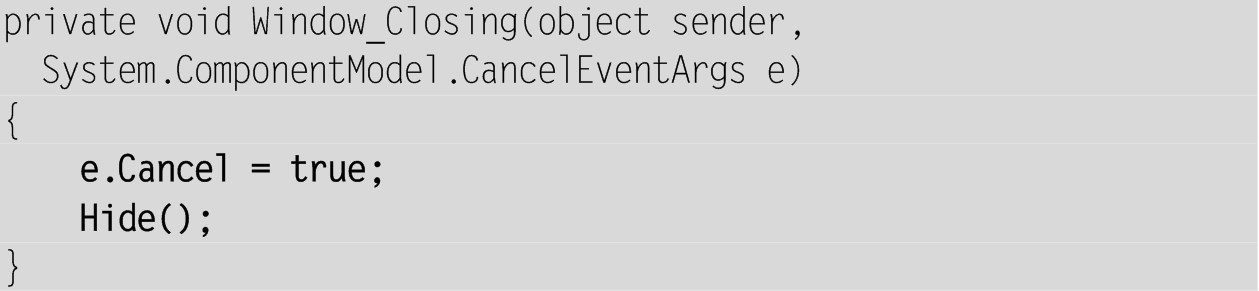 private void Window_Closing(object sender,
  System.ComponentModel.CancelEventArgs e)
{
    e.Cancel = true;
    Hide();
}